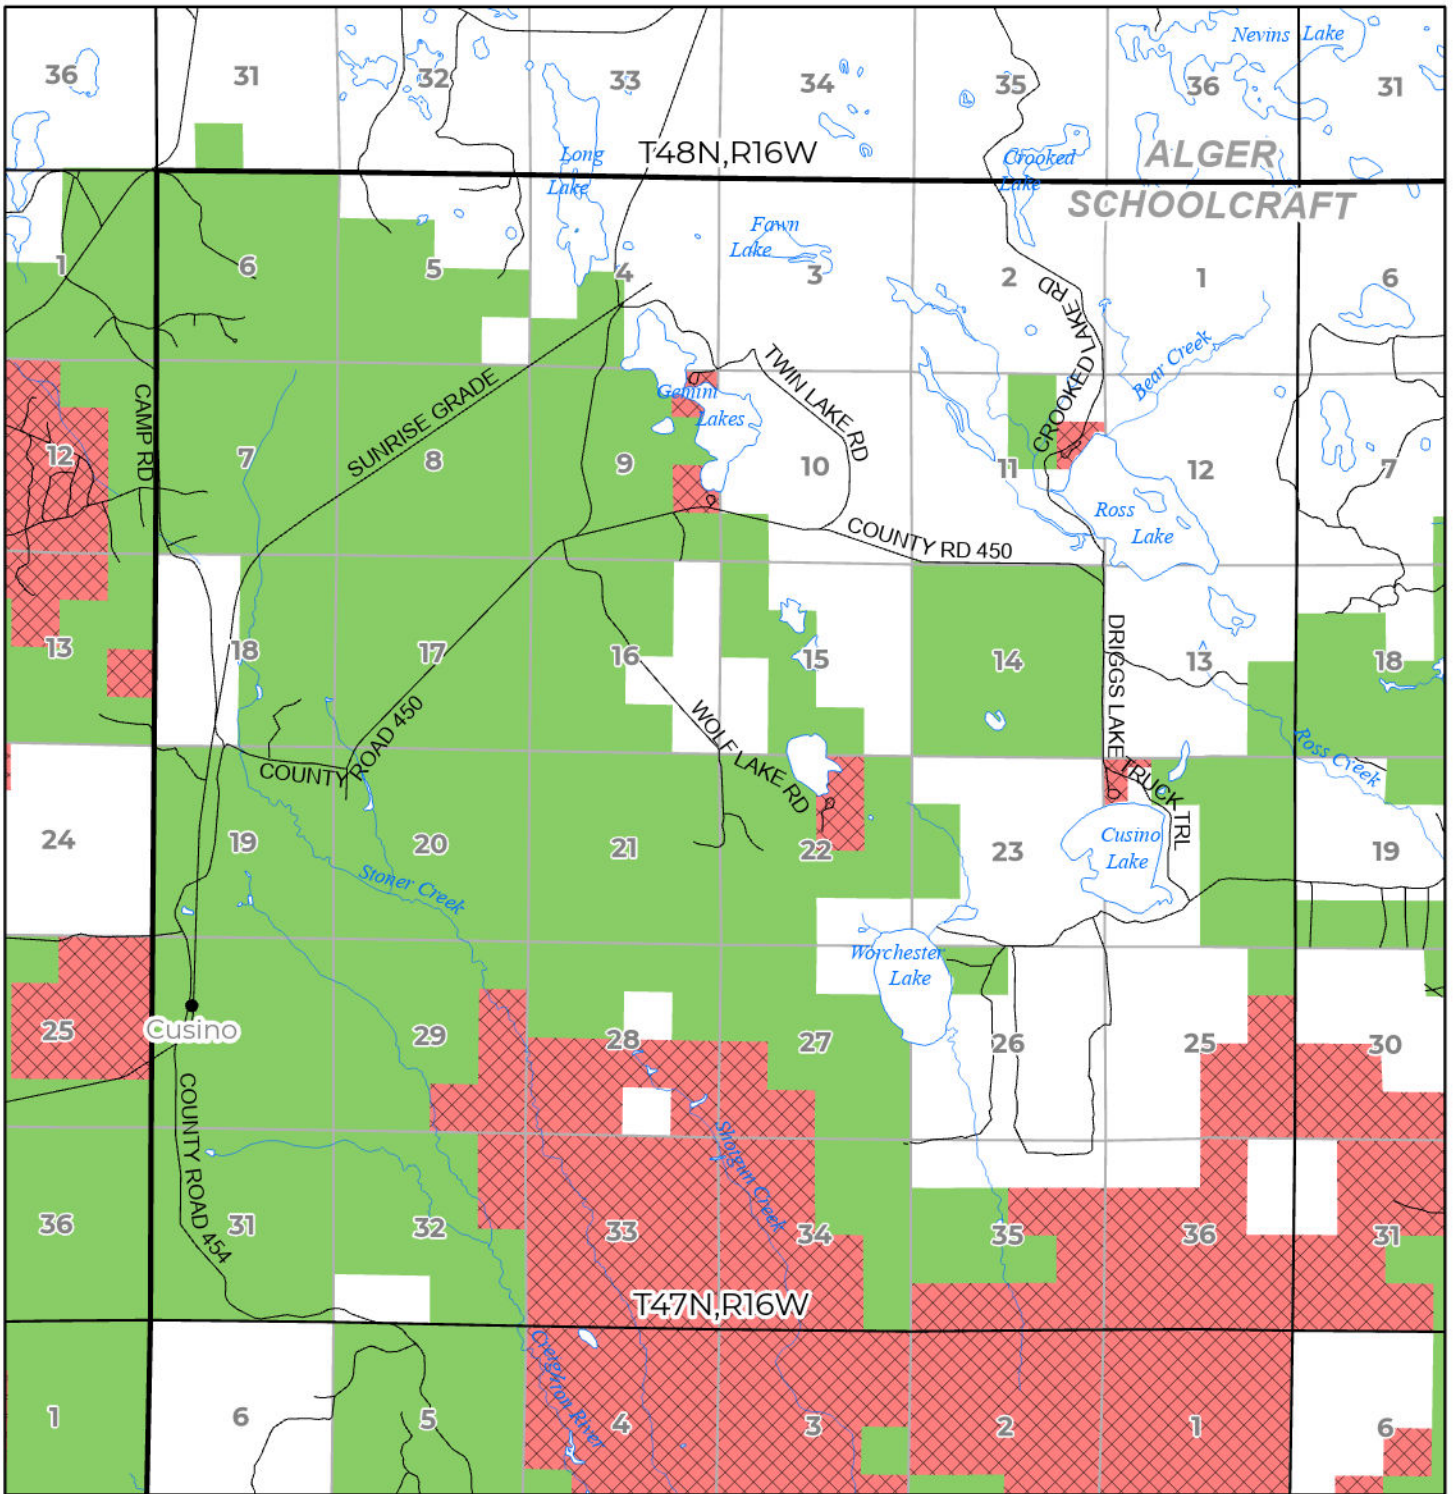 Nevins Lake
36 31 32 33 34 35 36 31
Long
Lake
T48N,R16W
Crooked
Lake
ALGER
SCHOOLCRAFT
Fawn
Lake
1 6 5 4 3 2 1 6
CROOKED LAKE RD
Bear Creek
TWIN LAKE RD
SUNRISE GRADE
CAMP RD
Gemini
Lakes
12 7 8 9 10 11 12 7
Ross
Lake
COUNTY RD 450
13 18 17 16 15 14 13 18
DRIGGS LAKE TRUCK TRL
COUNTY ROAD 450
WOLF LAKE RD
Ross Creek
24 19 20 21 22 23 19
Cusino
Lake
Stoner Creek
Worchester
Lake
25 29 28 27 26 25 30
Cusino
COUNTY ROAD 454
Shotgun Creek
36 31 32 33 34 35 36 31
T47N,R16W
Creighton River
1 6 5 4 3 2 1 6